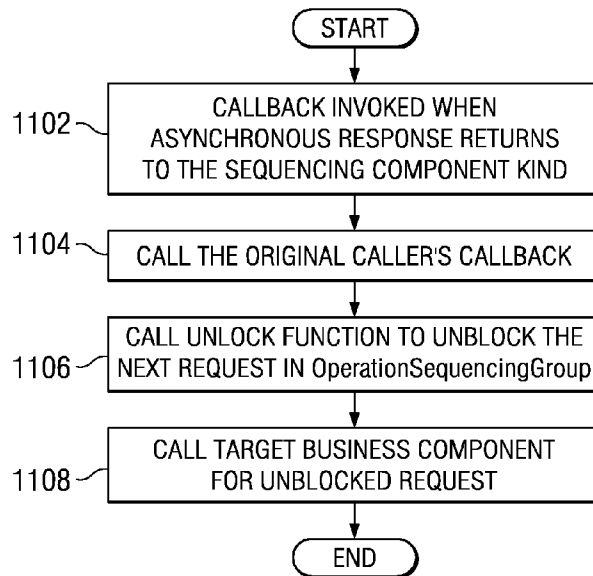 START
1102
CALLBACK INVOKED WHEN
ASYNCHRONOUS RESPONSE RETURNS
TO THE SEQUENCING COMPONENT KIND
1104
CALL THE ORIGINAL CALLER'S CALLBACK
1106
CALL UNLOCK FUNCTION TO UNBLOCK THE
NEXT REQUEST IN OperationSequencingGroup
1108
CALL TARGET BUSINESS COMPONENT
FOR UNBLOCKED REQUEST
END